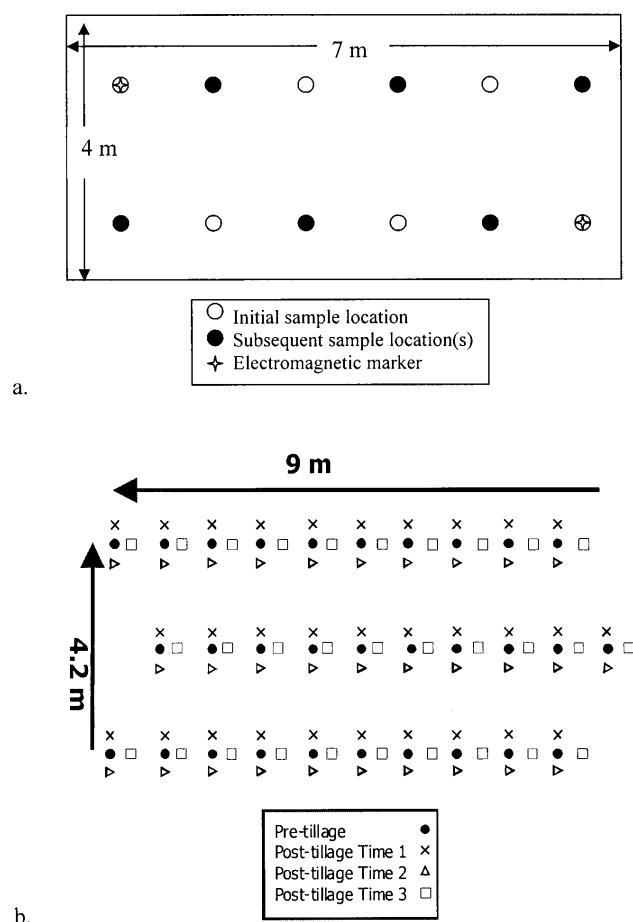 7 m
4 m
Initial sample location
Subsequent sample location(s)
Electromagnetic marker
a.
9 m
4.2 m
Pre-tillage
Post-tillage Time 1
Post-tillage Time 2
Post-tillage Time 3
b.